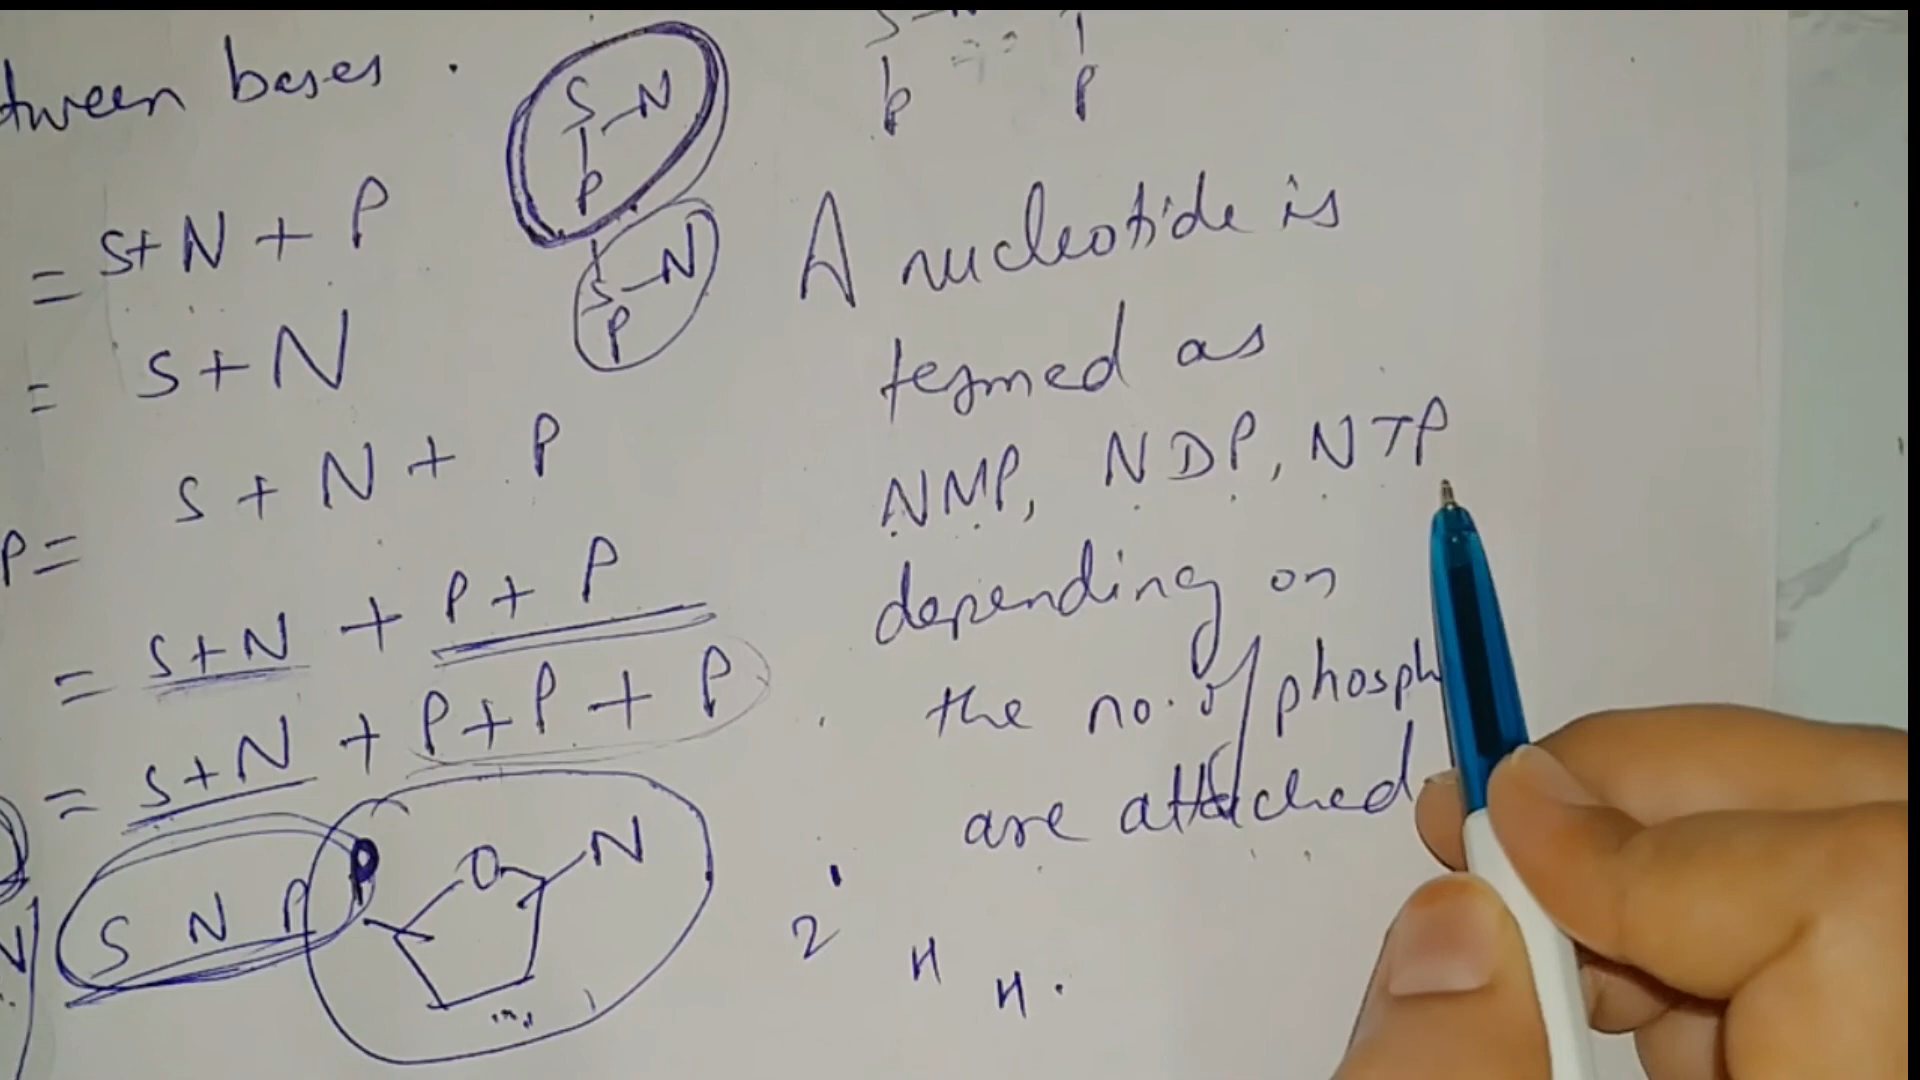 tween bases.
S-N
P
S-N
P
P P
= S+N + P
= S+N
S+N+ P
P=
= S+N + P+P
= S+N + P+P+P
S N P
P
O
N
A nucleotide is
termed as
NMP, NDP, NTP
depending on
the no. of phosph
are attached
2'
H H.